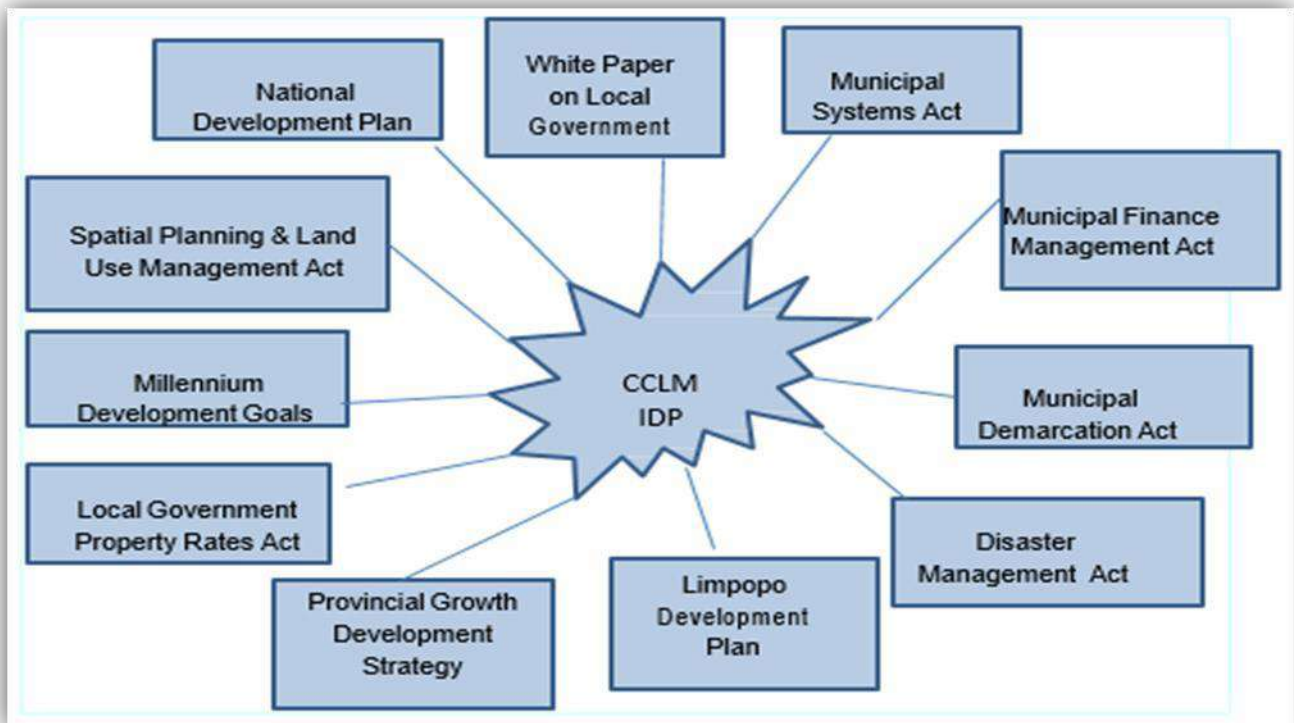 National
Development Plan
White Paper
on Local
Government
Municipal
Systems Act
Spatial Planning & Land
Use Management Act
Municipal Finance
Management Act
Millennium
Development Goals
CCLM
IDP
Municipal
Demarcation Act
Local Government
Property Rates Act
Disaster
Management Act
Provincial Growth
Development
Strategy
Limpopo
Development
Plan